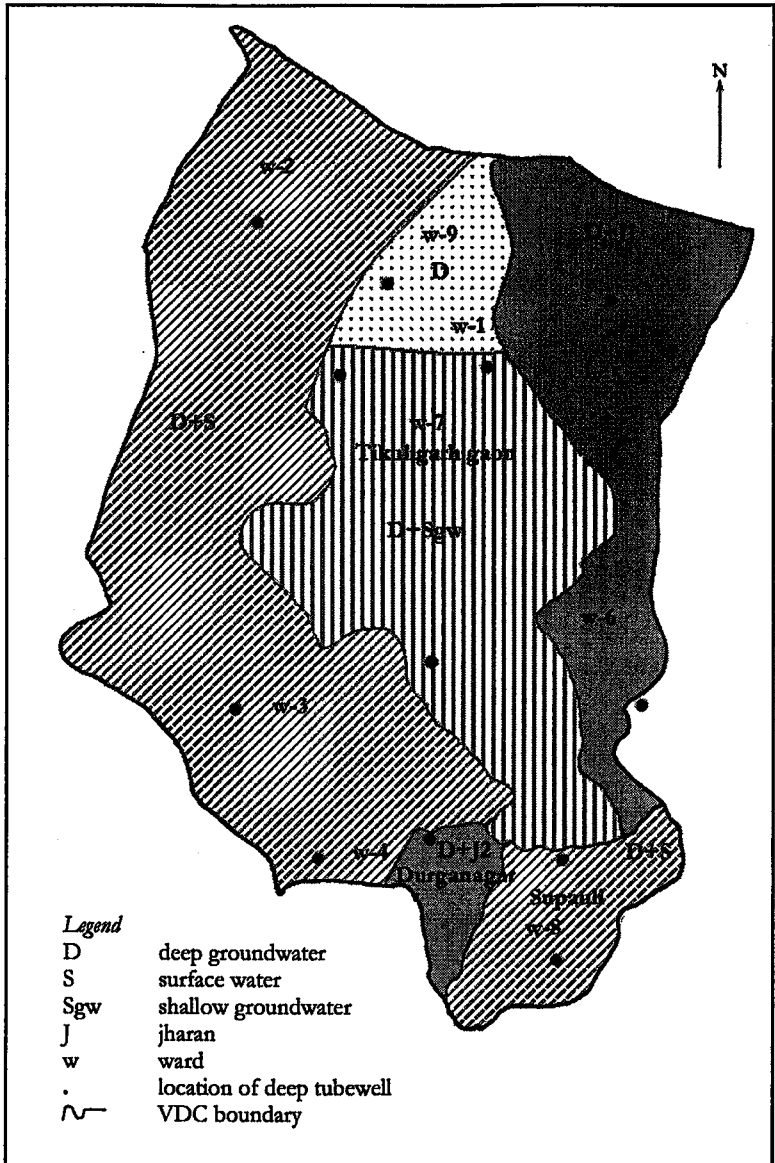 N
w-2
w-9
D
w-1
D+S
w-7
Tikuligarh gaon
D+Sgw
w-6
w-3
w-4
D+J2
Durganagar
D+S
Supauli
w-8
Legend
D deep groundwater
S surface water
Sgw shallow groundwater
J jharan
w ward
. location of deep tubewell
VDC boundary